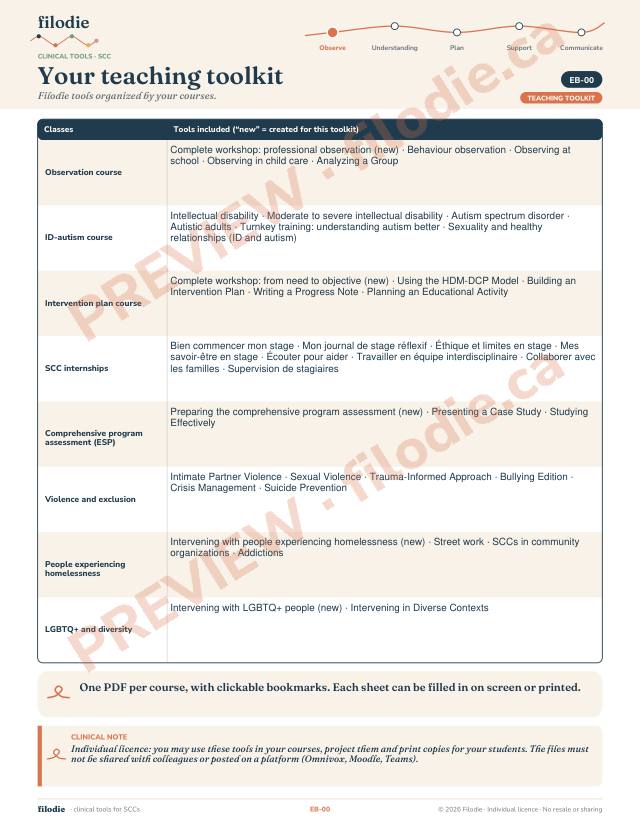 filodie
Observe
Understanding
Plan
Support
Communicate
CLINICAL TOOLS · SCC
Your teaching toolkit
Filodie tools organized by your courses.
EB-00
TEACHING TOOLKIT
Classes
Tools included ("new" = created for this toolkit)
Observation course
Complete workshop: professional observation (new) · Behaviour observation · Observing at
school · Observing in child care · Analyzing a Group
ID-autism course
Intellectual disability · Moderate to severe intellectual disability · Autism spectrum disorder ·
Autistic adults · Turnkey training: understanding autism better · Sexuality and healthy
relationships (ID and autism)
Intervention plan course
Complete workshop: from need to objective (new) · Using the HDM-DCP Model · Building an
Intervention Plan · Writing a Progress Note · Planning an Educational Activity
SCC internships
Bien commencer mon stage · Mon journal de stage réflexif · Éthique et limites en stage · Mes
savoir-être en stage · Écouter pour aider · Travailler en équipe interdisciplinaire · Collaborer avec
les familles · Supervision de stagiaires
Comprehensive program
assessment (ESP)
Preparing the comprehensive program assessment (new) · Presenting a Case Study · Studying
Effectively
Violence and exclusion
Intimate Partner Violence · Sexual Violence · Trauma-Informed Approach · Bullying Edition ·
Crisis Management · Suicide Prevention
People experiencing
homelessness
Intervening with people experiencing homelessness (new) · Street work · SCCs in community
organizations · Addictions
LGBTQ+ and diversity
Intervening with LGBTQ+ people (new) · Intervening in Diverse Contexts
PREVIEW · filodie.ca
PREVIEW · filodie.ca
One PDF per course, with clickable bookmarks. Each sheet can be filled in on screen or printed.
CLINICAL NOTE
Individual licence: you may use these tools in your courses, project them and print copies for your students. The files must
not be shared with colleagues or posted on a platform (Omnivox, Moodle, Teams).
filodie · clinical tools for SCCs
EB-00
© 2026 Filodie · Individual licence · No resale or sharing